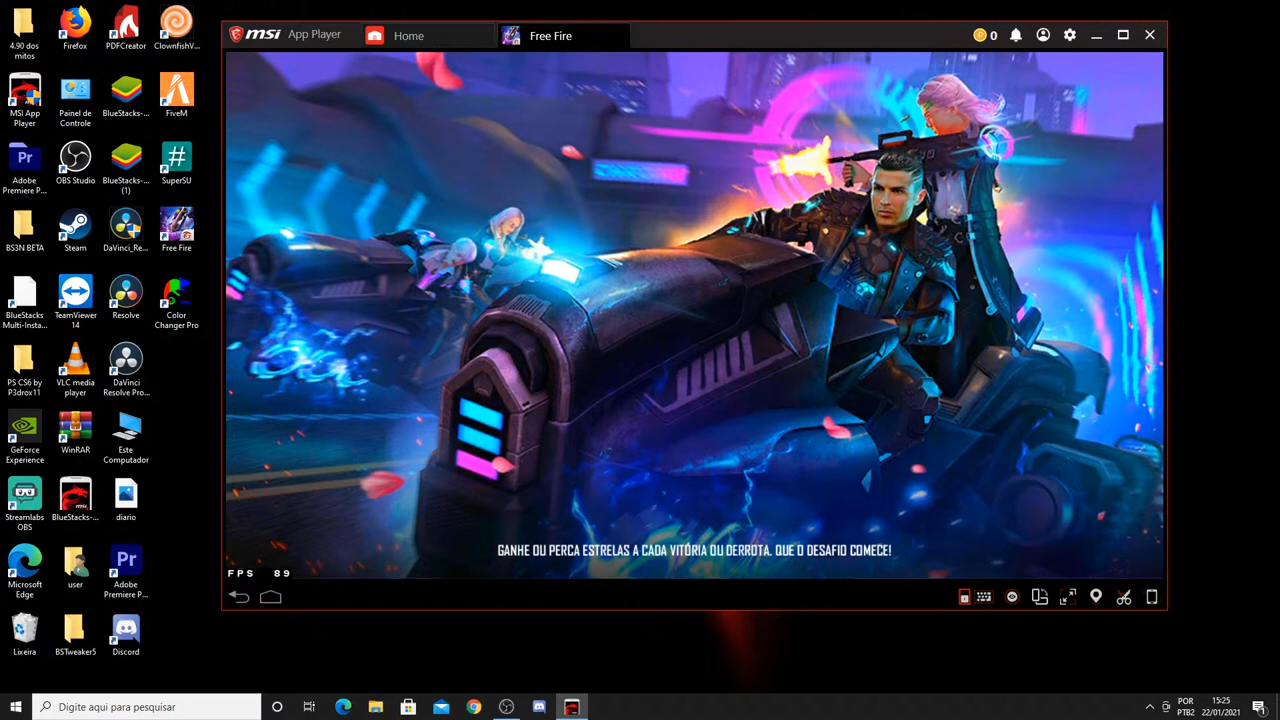 4.90 dos
mitos
Firefox
PDFCreator
ClownfishV...
MSI App
Player
Painel de
Controle
BlueStacks-...
FiveM
Adobe
Premiere P...
OBS Studio
BlueStacks-...
(1)
SuperSU
BS3N BETA
Steam
DaVinci_Re...
Free Fire
BlueStacks
Multi-Insta...
TeamViewer
14
Resolve
Color
Changer Pro
PS CS6 by
P3drox11
VLC media
player
DaVinci
Resolve Pro...
GeForce
Experience
WinRAR
Este
Computador
Streamlabs
OBS
BlueStacks-...
diario
Microsoft
Edge
user
Adobe
Premiere P...
Lixeira
BSTweaker5
Discord
msi App Player
Home
Free Fire
0
GANHE OU PERCA ESTRELAS A CADA VITÓRIA OU DERROTA. QUE O DESAFIO COMECE!
FPS 89
Digite aqui para pesquisar
POR
PTB2
15:25
22/01/2021
1